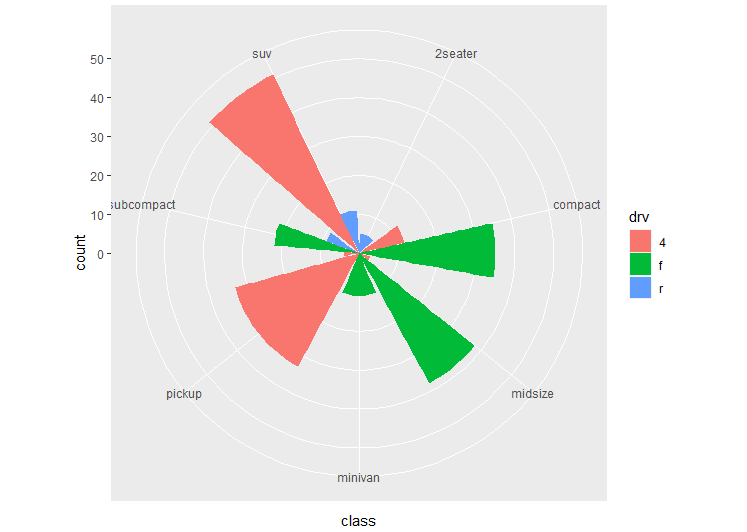 suv
2seater
50
40
30
20
10
0
count
subcompact
compact
pickup
midsize
minivan
class
drv
4
f
r